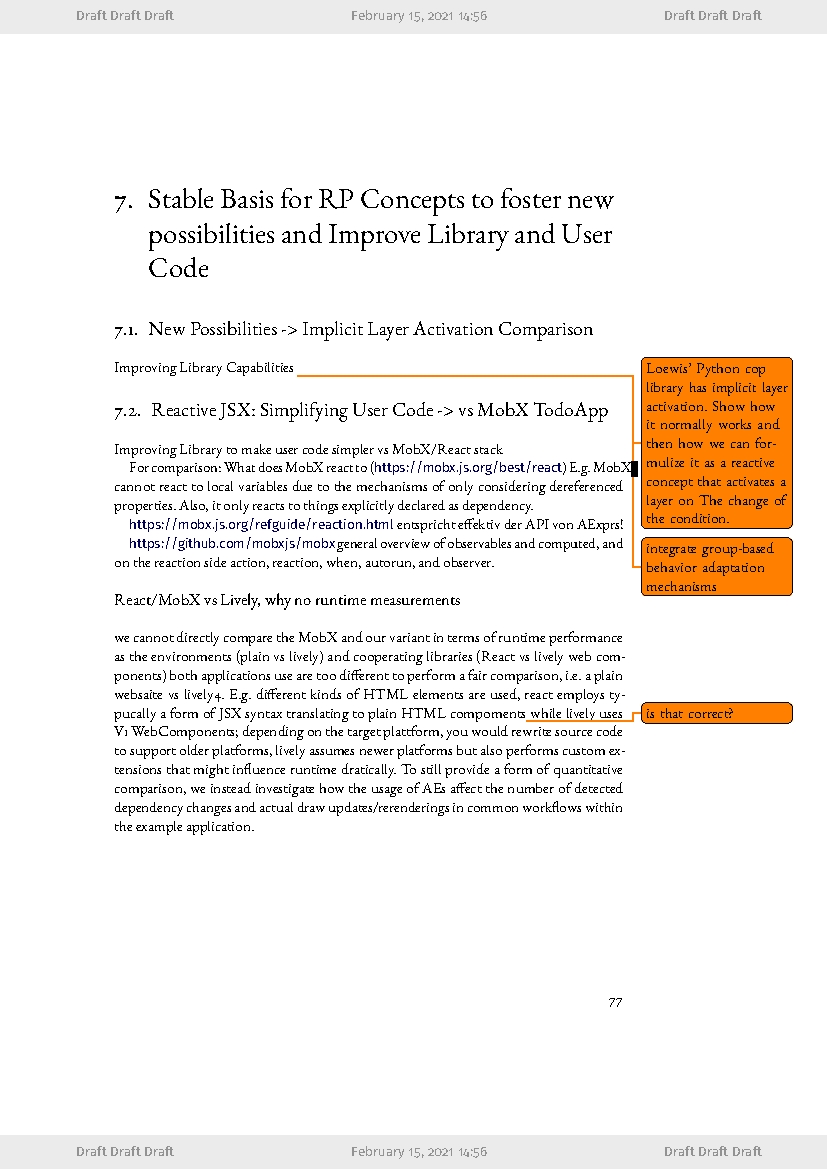 Draft Draft Draft February 15, 2021 14:56 Draft Draft Draft
7. Stable Basis for RP Concepts to foster new
possibilities and Improve Library and User
Code
7.1. New Possibilities -> Implicit Layer Activation Comparison
Improving Library Capabilities
Loewis' Python cop
library has implicit layer
activation. Show how
it normally works and
then how we can for-
mulize it as a reactive
concept that activates a
layer on The change of
the condition.
integrate group-based
behavior adaptation
mechanisms
7.2. Reactive JSX: Simplifying User Code -> vs MobX TodoApp
Improving Library to make user code simpler vs MobX/React stack
For comparison: What does MobX react to (https://mobx.js.org/best/react) E.g. MobX
cannot react to local variables due to the mechanisms of only considering dereferenced
properties. Also, it only reacts to things explicitly declared as dependency.
https://mobx.js.org/refguide/reaction.html entspricht effektiv der API von AExprs!
https://github.com/mobxjs/mobx general overview of observables and computed, and
on the reaction side action, reaction, when, autorun, and observer.
React/MobX vs Lively, why no runtime measurements
we cannot directly compare the MobX and our variant in terms of runtime performance
as the environments (plain vs lively) and cooperating libraries (React vs lively web com-
ponents) both applications use are too different to perform a fair comparison, i.e. a plain
websaite vs lively4. E.g. different kinds of HTML elements are used, react employs ty-
pucally a form of JSX syntax translating to plain HTML compoments while lively uses
V1 WebComponents; depending on the target plattform, you would rewrite source code
to support older platforms, lively assumes newer platforms but also performs custom ex-
tensions that might influence runtime dratically. To still provide a form of quantitative
comparison, we instead investigate how the usage of AEs affect the number of detected
dependency changes and actual draw updates/rerenderings in common workflows within
the example application.
is that correct?
77
Draft Draft Draft February 15, 2021 14:56 Draft Draft Draft